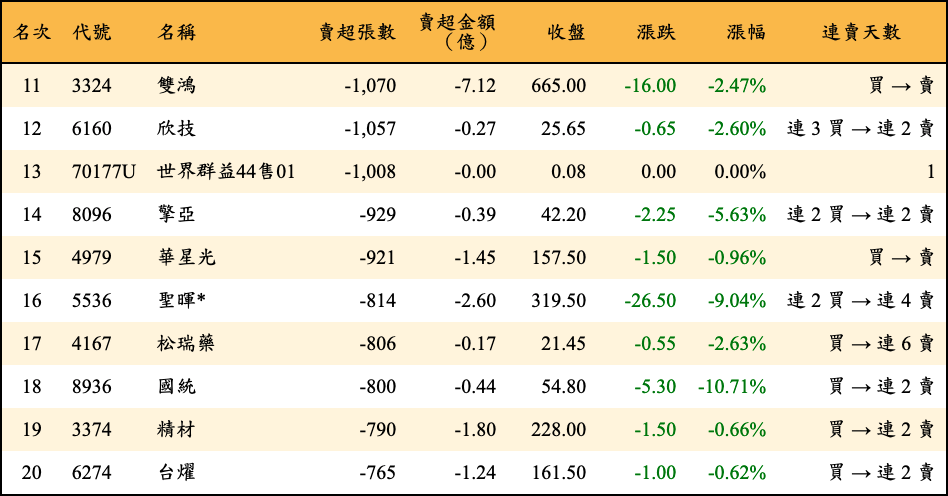 名次 代號 名稱 賣超張數 賣超金額（億） 收盤 漲跌 漲幅 連賣天數
11 3324 雙鴻 -1,070 -7.12 665.00 -16.00 -2.47% 買 → 賣
12 6160 欣技 -1,057 -0.27 25.65 -0.65 -2.60% 連 3 買 → 連 2 賣
13 70177U 世界群益44售01 -1,008 -0.00 0.08 0.00 0.00% 1
14 8096 擎亞 -929 -0.39 42.20 -2.25 -5.63% 連 2 買 → 連 2 賣
15 4979 華星光 -921 -1.45 157.50 -1.50 -0.96% 買 → 賣
16 5536 聖暉* -814 -2.60 319.50 -26.50 -9.04% 連 2 買 → 連 4 賣
17 4167 松瑞藥 -806 -0.17 21.45 -0.55 -2.63% 買 → 連 6 賣
18 8936 國統 -800 -0.44 54.80 -5.30 -10.71% 買 → 連 2 賣
19 3374 精材 -790 -1.80 228.00 -1.50 -0.66% 買 → 連 2 賣
20 6274 台燿 -765 -1.24 161.50 -1.00 -0.62% 買 → 連 2 賣